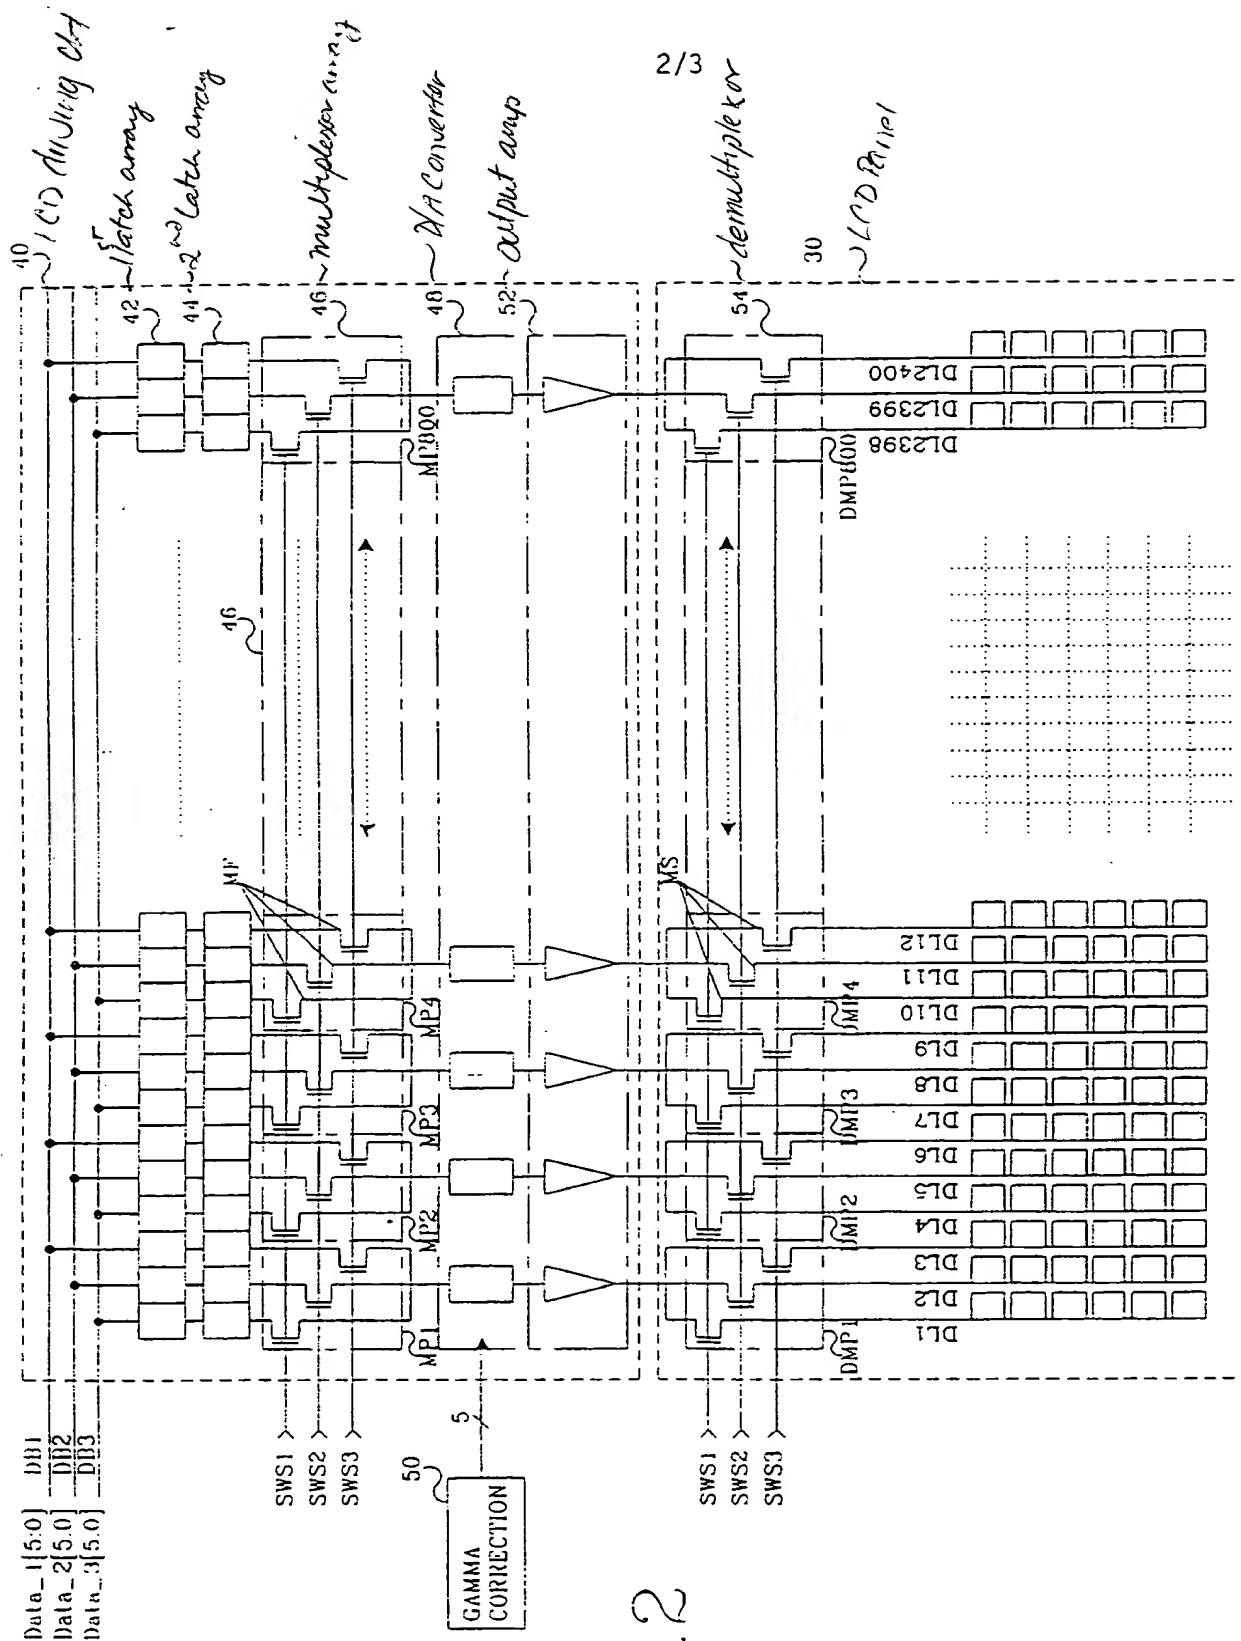 2/3
40
LCD driving ckt
42
1st latch array
44
2nd latch array
46
multiplexor array
48
D/A Convertor
52
output amp
54
demultiplexor
30
LCD Panel
Data_1[5:0] DB1
Data_2[5.0] DB2
Data_3[5.0] DB3
MF
46
SWS1
SWS2
SWS3
MP1
MP2
MP3
MP4
MP800
50
GAMMA
CORRECTION
5
MS
SWS1
SWS2
SWS3
DMP1
DMP2
DMP3
DMP4
DMP800
DL1
DL2
DL3
DL4
DL5
DL6
DL7
DL8
DL9
DL10
DL11
DL12
DL2398
DL2399
DL2400
.2